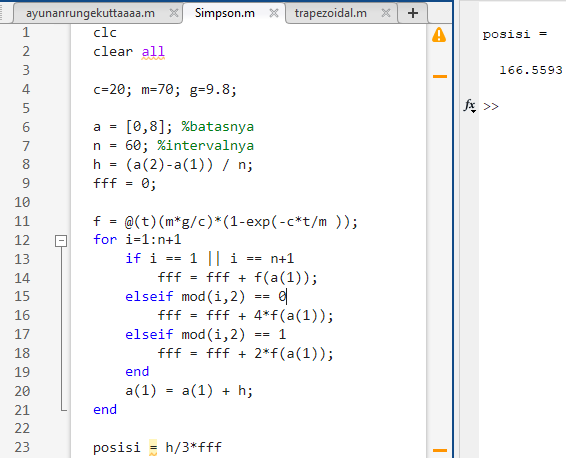 ayunanrungekuttaaaa.m × Simpson.m × trapezoidal.m × +
1 clc
2 clear all
3
4 c=20; m=70; g=9.8;
5
6 a = [0,8]; %batasnya
7 n = 60; %intervalnya
8 h = (a(2)-a(1)) / n;
9 fff = 0;
10
11 f = @(t)(m*g/c)*(1-exp(-c*t/m ));
12 for i=1:n+1
13 if i == 1 || i == n+1
14 fff = fff + f(a(1));
15 elseif mod(i,2) == 0
16 fff = fff + 4*f(a(1));
17 elseif mod(i,2) == 1
18 fff = fff + 2*f(a(1));
19 end
20 a(1) = a(1) + h;
21 end
22
23 posisi = h/3*fff
posisi =
166.5593
fx >>